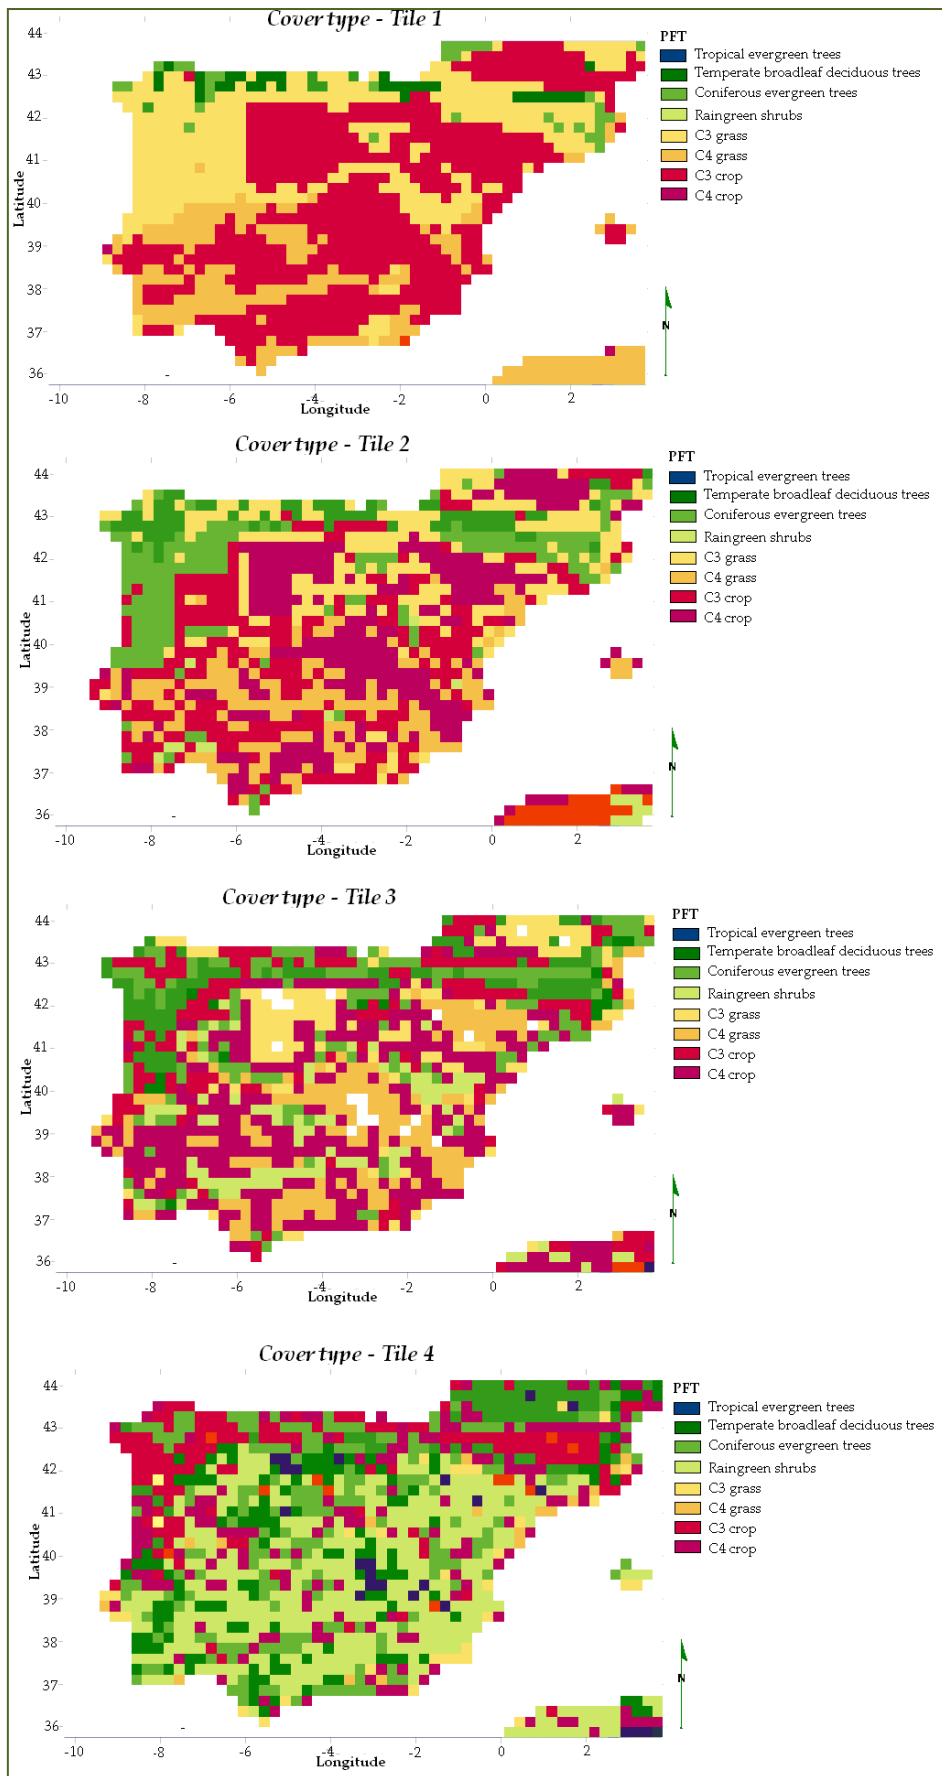 Cover type - Tile 1
44
43
42
41
40
39
38
37
36
Latitude
-10
-8
-6
-4
-2
0
2
Longitude
PFT
Tropical evergreen trees
Temperate broadleaf deciduous trees
Coniferous evergreen trees
Raingreen shrubs
C3 grass
C4 grass
C3 crop
C4 crop
N
Cover type - Tile 2
44
43
42
41
40
39
38
37
36
Latitude
-10
-8
-6
-4
-2
0
2
Longitude
PFT
Tropical evergreen trees
Temperate broadleaf deciduous trees
Coniferous evergreen trees
Raingreen shrubs
C3 grass
C4 grass
C3 crop
C4 crop
N
Cover type - Tile 3
44
43
42
41
40
39
38
37
36
Latitude
-10
-8
-6
-4
-2
0
2
Longitude
PFT
Tropical evergreen trees
Temperate broadleaf deciduous trees
Coniferous evergreen trees
Raingreen shrubs
C3 grass
C4 grass
C3 crop
C4 crop
N
Cover type - Tile 4
44
43
42
41
40
39
38
37
36
Latitude
-10
-8
-6
-4
-2
0
2
Longitude
PFT
Tropical evergreen trees
Temperate broadleaf deciduous trees
Coniferous evergreen trees
Raingreen shrubs
C3 grass
C4 grass
C3 crop
C4 crop
N